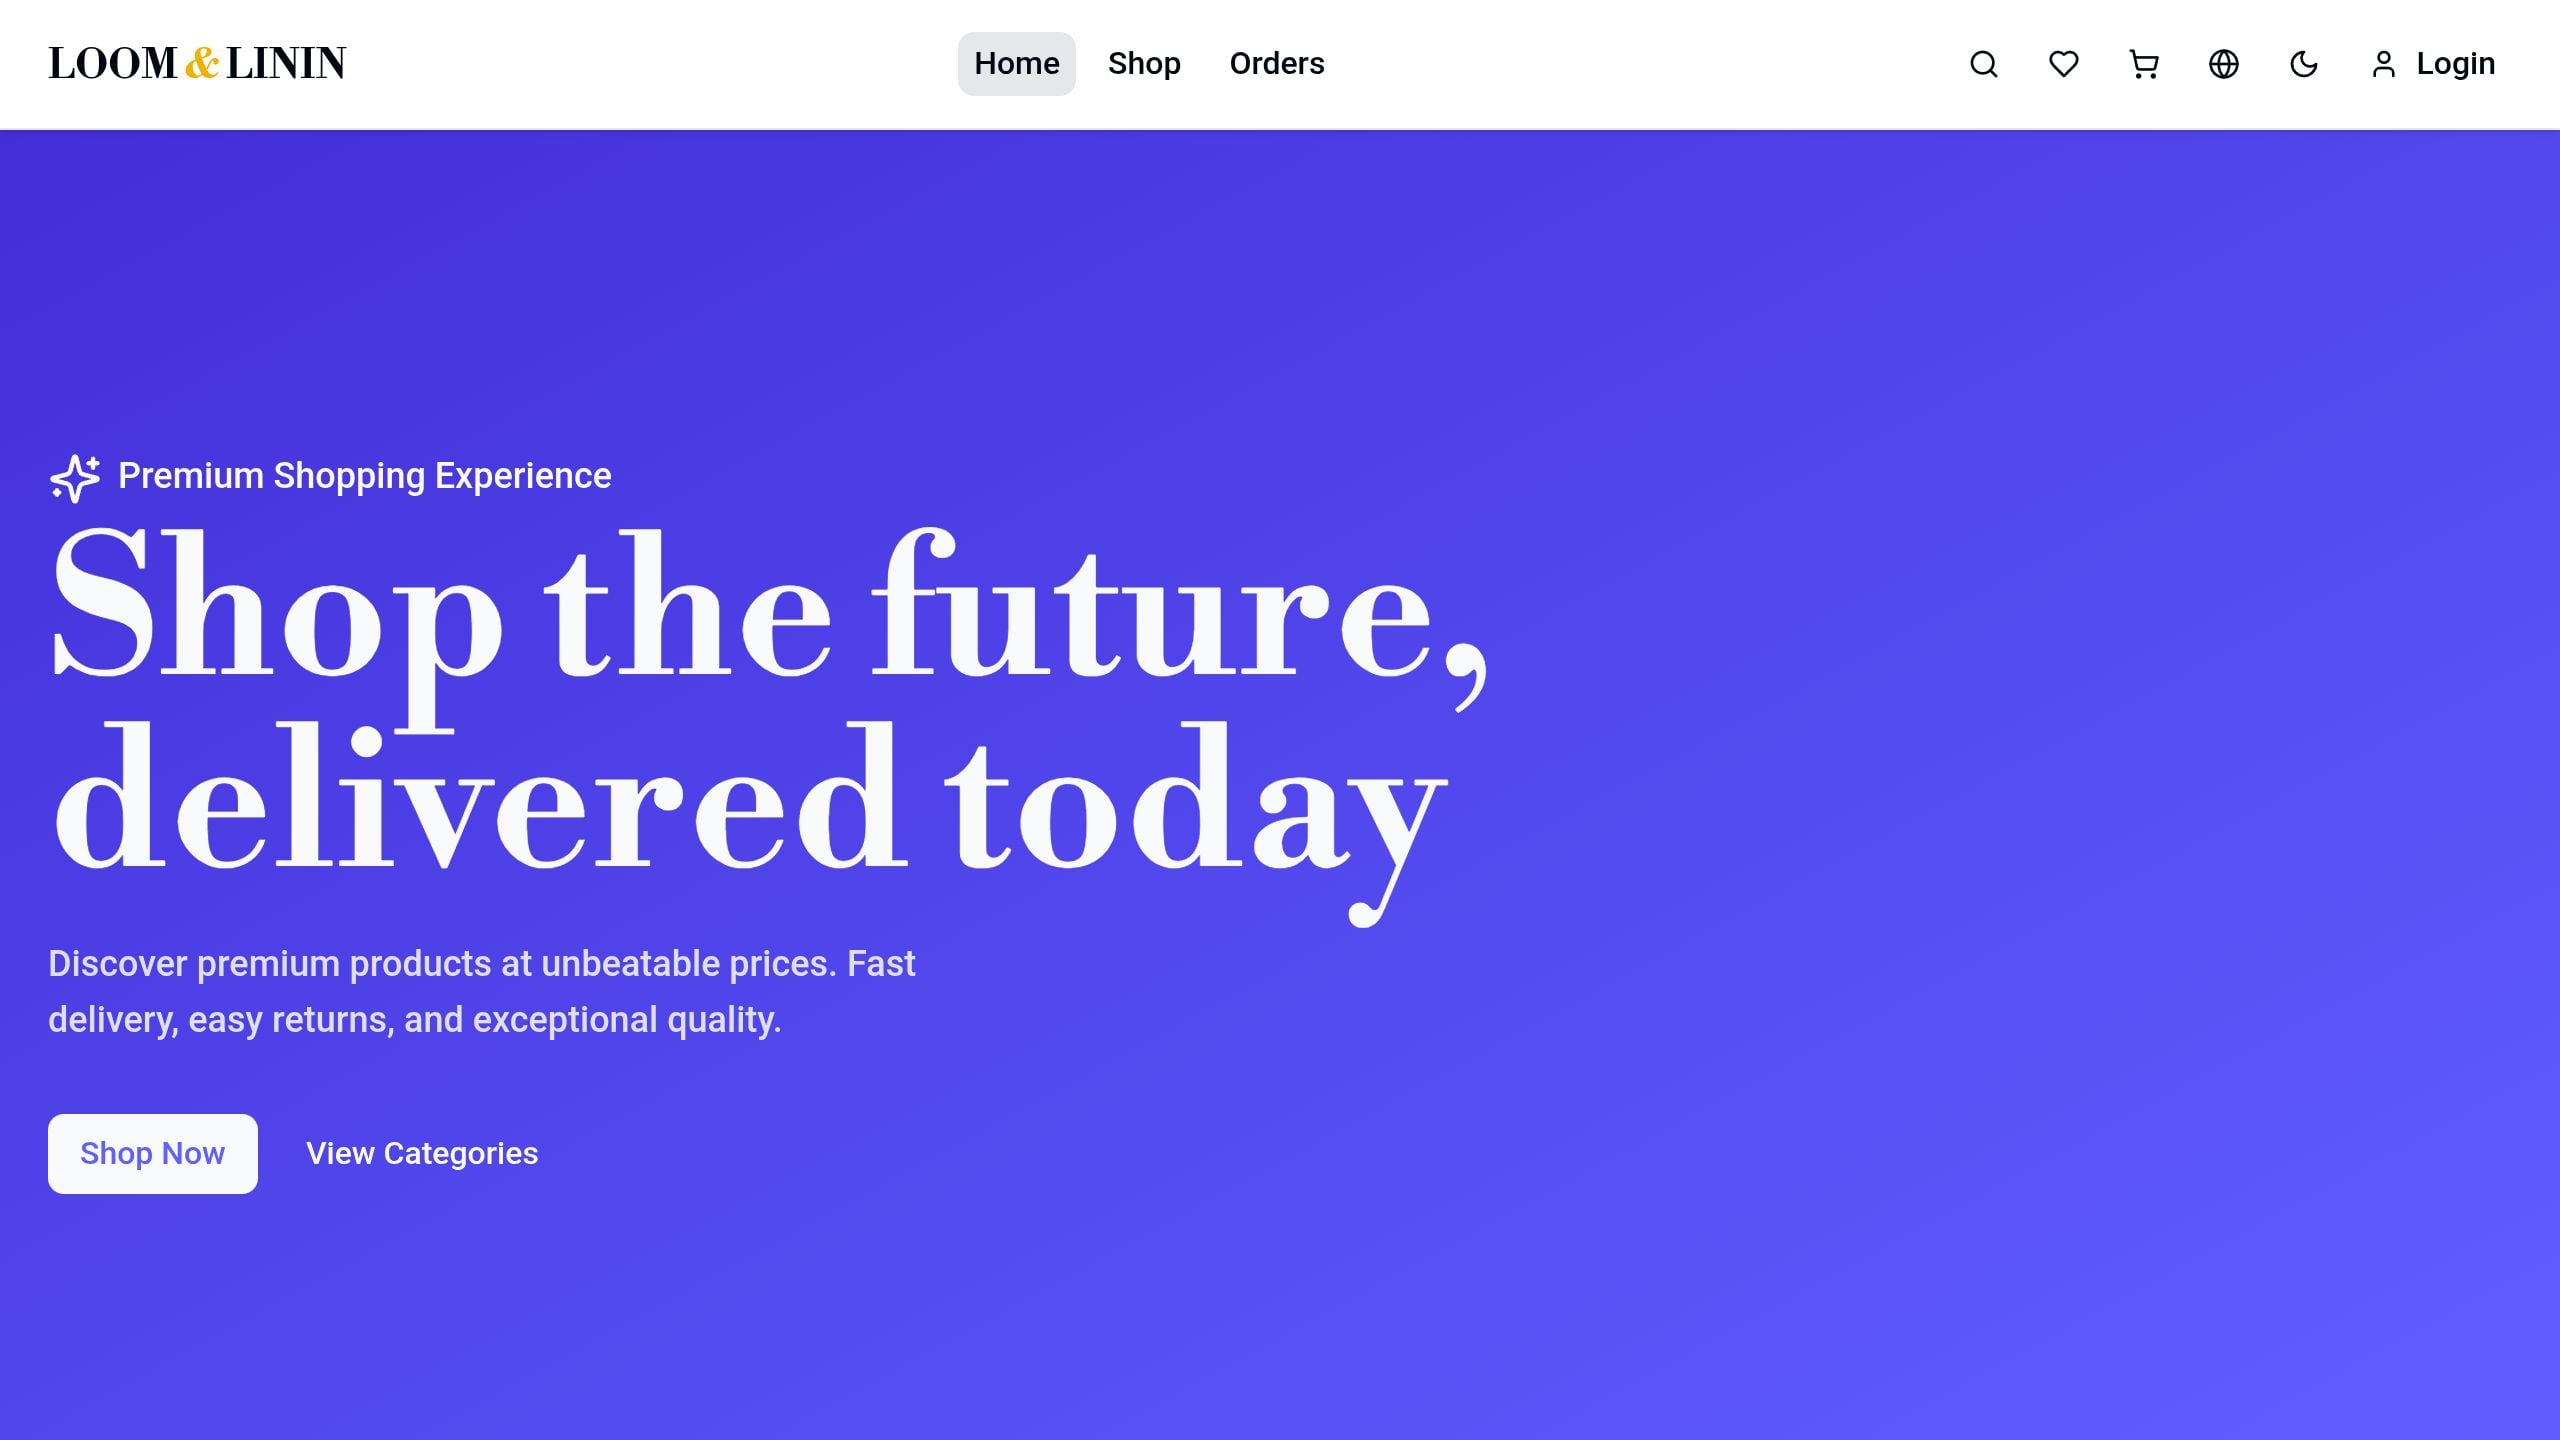 LOOM & LININ
Home
Shop
Orders
Login
Premium Shopping Experience
Shop the future,
delivered today
Discover premium products at unbeatable prices. Fast
delivery, easy returns, and exceptional quality.
Shop Now
View Categories